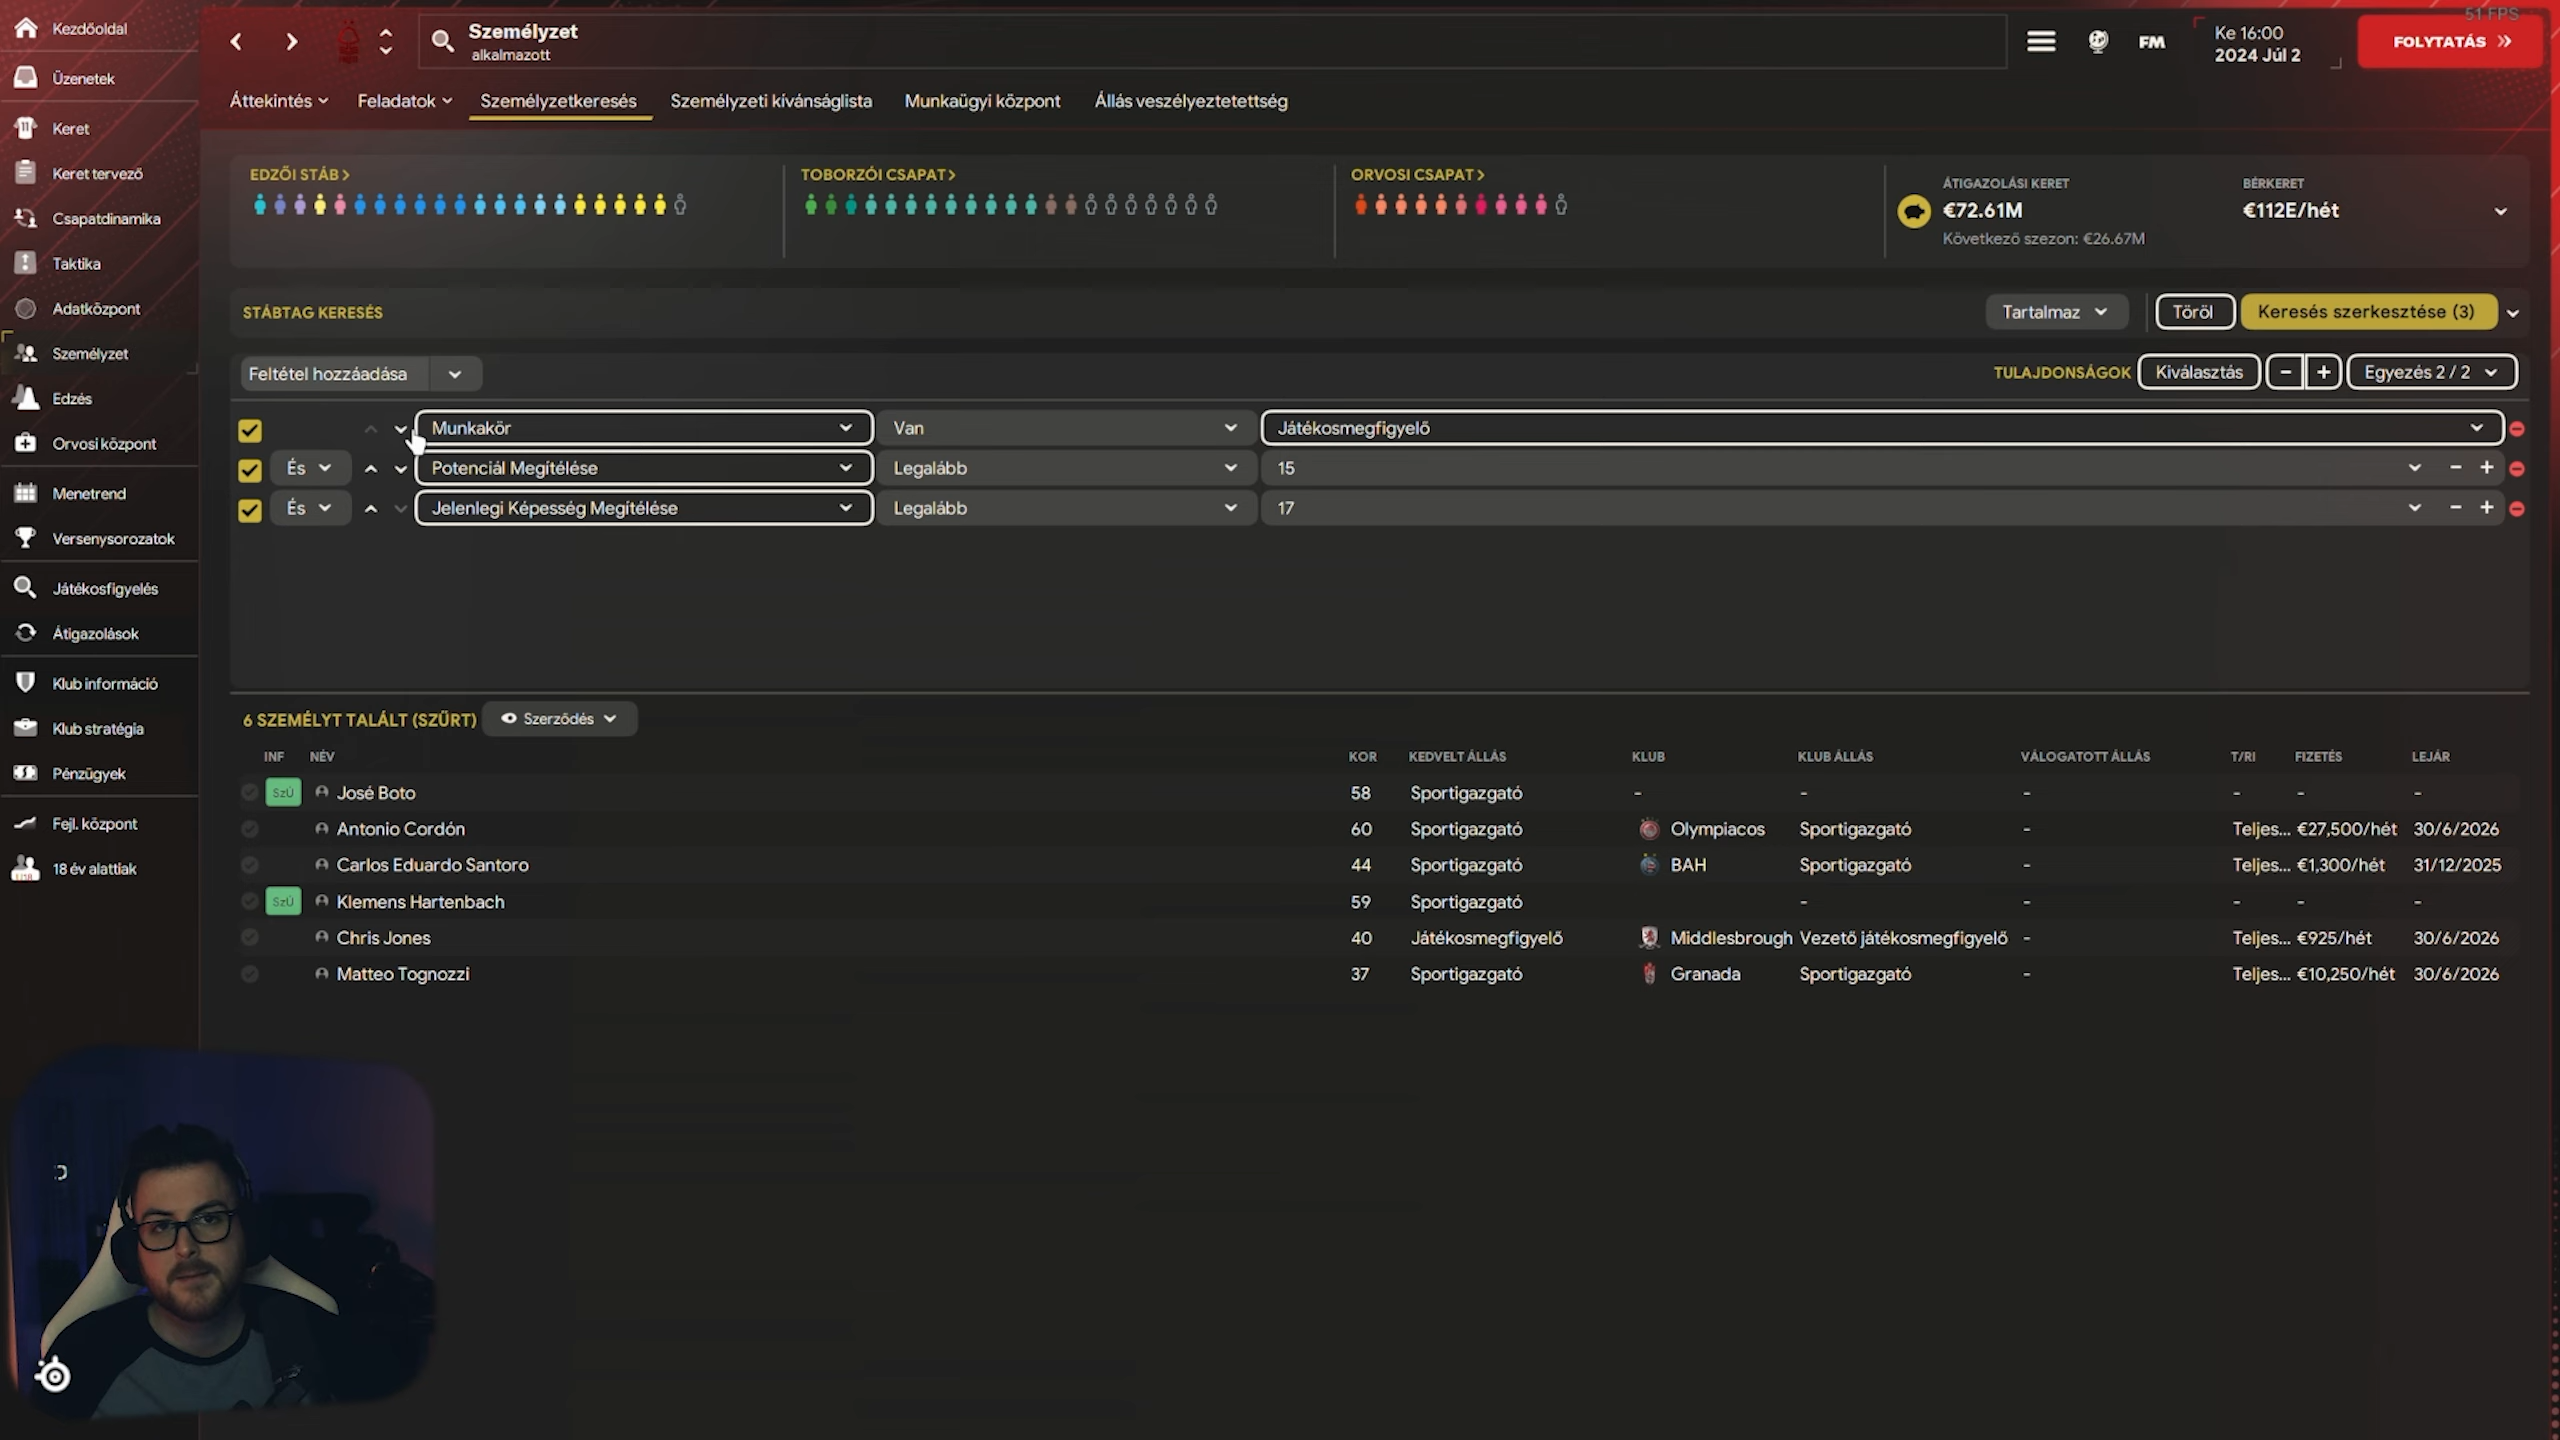 51 FPS
Kezdőoldal
Üzenetek
Keret
Keret tervező
Csapatdinamika
Taktika
Adatközpont
Személyzet
Edzés
Orvosi központ
Menetrend
Versenysorozatok
Játékosfigyelés
Átigazolások
Klub információ
Klub stratégia
Pénzügyek
Fejl. központ
18 év alattiak
Személyzet
alkalmazott
FM
Ke 16:00
2024 Júl 2
FOLYTATÁS
Áttekintés Feladatok Személyzetkeresés Személyzeti kívánságlista Munkaügyi központ Állás veszélyeztetettség
EDZŐI STÁB
TOBORZÓI CSAPAT
ORVOSI CSAPAT
ÁTIGAZOLÁSI KERET
€72.61M
Következő szezon: €26.67M
BÉRKERET
€112E/hét
STÁBTAG KERESÉS
Tartalmaz Töröl Keresés szerkesztése (3)
Feltétel hozzáadása
TULAJDONSÁGOK Kiválasztás - + Egyezés 2 / 2
Munkakör Van Játékosmegfigyelő
És Potenciál Megítélése Legalább 15 - +
És Jelenlegi Képesség Megítélése Legalább 17 - +
6 SZEMÉLYT TALÁLT (SZŰRT) Szerződés
INF NÉV KOR KEDVELT ÁLLÁS KLUB KLUB ÁLLÁS VÁLOGATOTT ÁLLÁS T/RI FIZETÉS LEJÁR
SzÜ José Boto 58 Sportigazgató - - - - - -
Antonio Cordón 60 Sportigazgató Olympiacos Sportigazgató - Teljes... €27,500/hét 30/6/2026
Carlos Eduardo Santoro 44 Sportigazgató BAH Sportigazgató - Teljes... €1,300/hét 31/12/2025
SzÜ Klemens Hartenbach 59 Sportigazgató - - - - -
Chris Jones 40 Játékosmegfigyelő Middlesbrough Vezető játékosmegfigyelő - Teljes... €925/hét 30/6/2026
Matteo Tognozzi 37 Sportigazgató Granada Sportigazgató - Teljes... €10,250/hét 30/6/2026